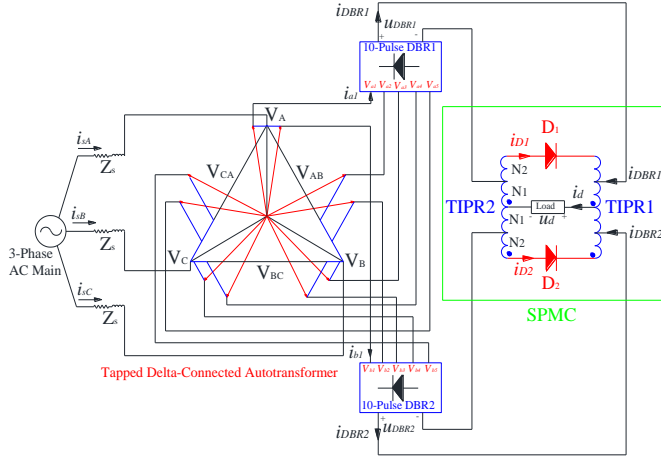 i_DBR1
u_DBR1
+ -
10-Pulse DBR1
V_a1 V_a2 V_a3 V_a4 V_a5
i_a1
i_sA
Z_s
V_A
V_CA
V_AB
i_D1
D_1
N2
N1
TIPR2
Load
i_d
- u_d +
TIPR1
i_DBR1
i_sB
Z_s
3-Phase
AC Main
V_C
V_BC
V_B
N1
N2
i_DBR2
i_D2
D_2
i_sC
Z_s
SPMC
Tapped Delta-Connected Autotransformer
i_b1
V_b1 V_b2 V_b3 V_b4 V_b5
10-Pulse DBR2
+ -
u_DBR2
i_DBR2